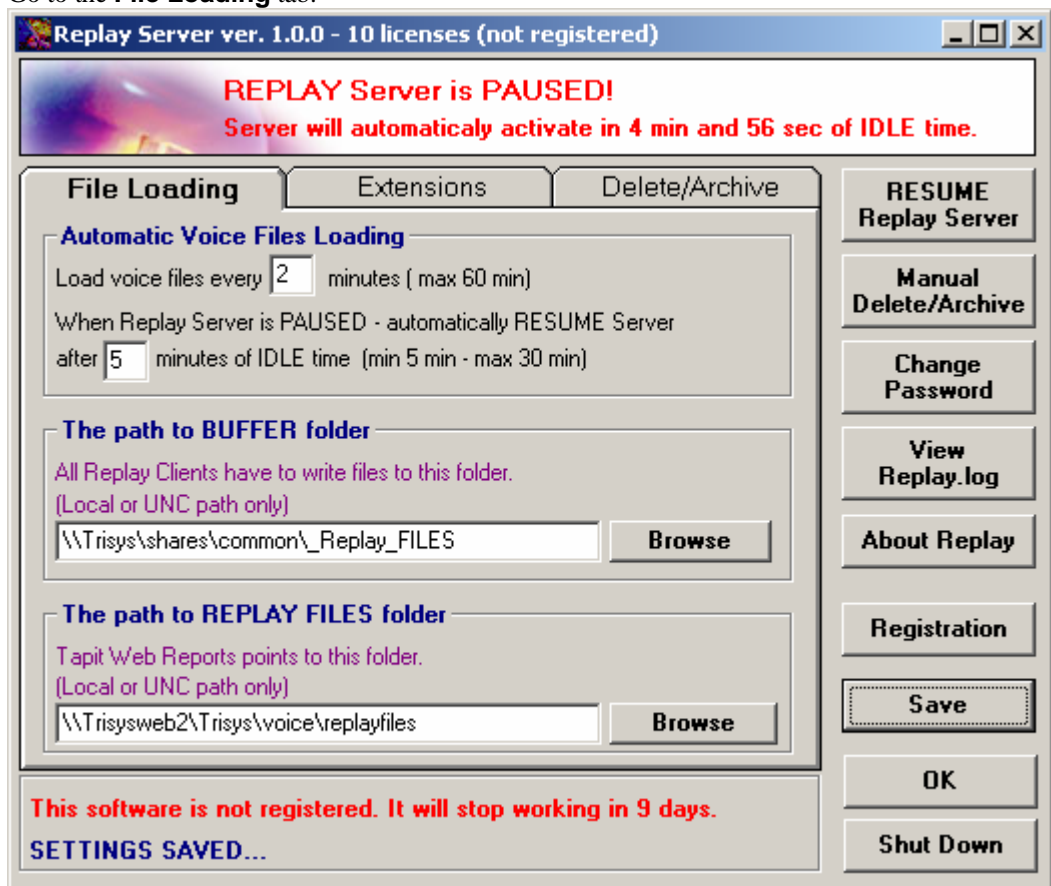 Go to the File Loading tab.
Replay Server ver. 1.0.0 - 10 licenses (not registered)
REPLAY Server is PAUSED!
Server will automaticaly activate in 4 min and 56 sec of IDLE time.
File Loading
Extensions
Delete/Archive
Automatic Voice Files Loading
Load voice files every 2 minutes ( max 60 min)
When Replay Server is PAUSED - automatically RESUME Server
after 5 minutes of IDLE time (min 5 min - max 30 min)
The path to BUFFER folder
All Replay Clients have to write files to this folder.
(Local or UNC path only)
\\Trisys\shares\common\_Replay_FILES
Browse
The path to REPLAY FILES folder
Tapit Web Reports points to this folder.
(Local or UNC path only)
\\Trisysweb2\Trisys\voice\replayfiles
Browse
This software is not registered. It will stop working in 9 days.
SETTINGS SAVED...
RESUME
Replay Server
Manual
Delete/Archive
Change
Password
View
Replay.log
About Replay
Registration
Save
OK
Shut Down